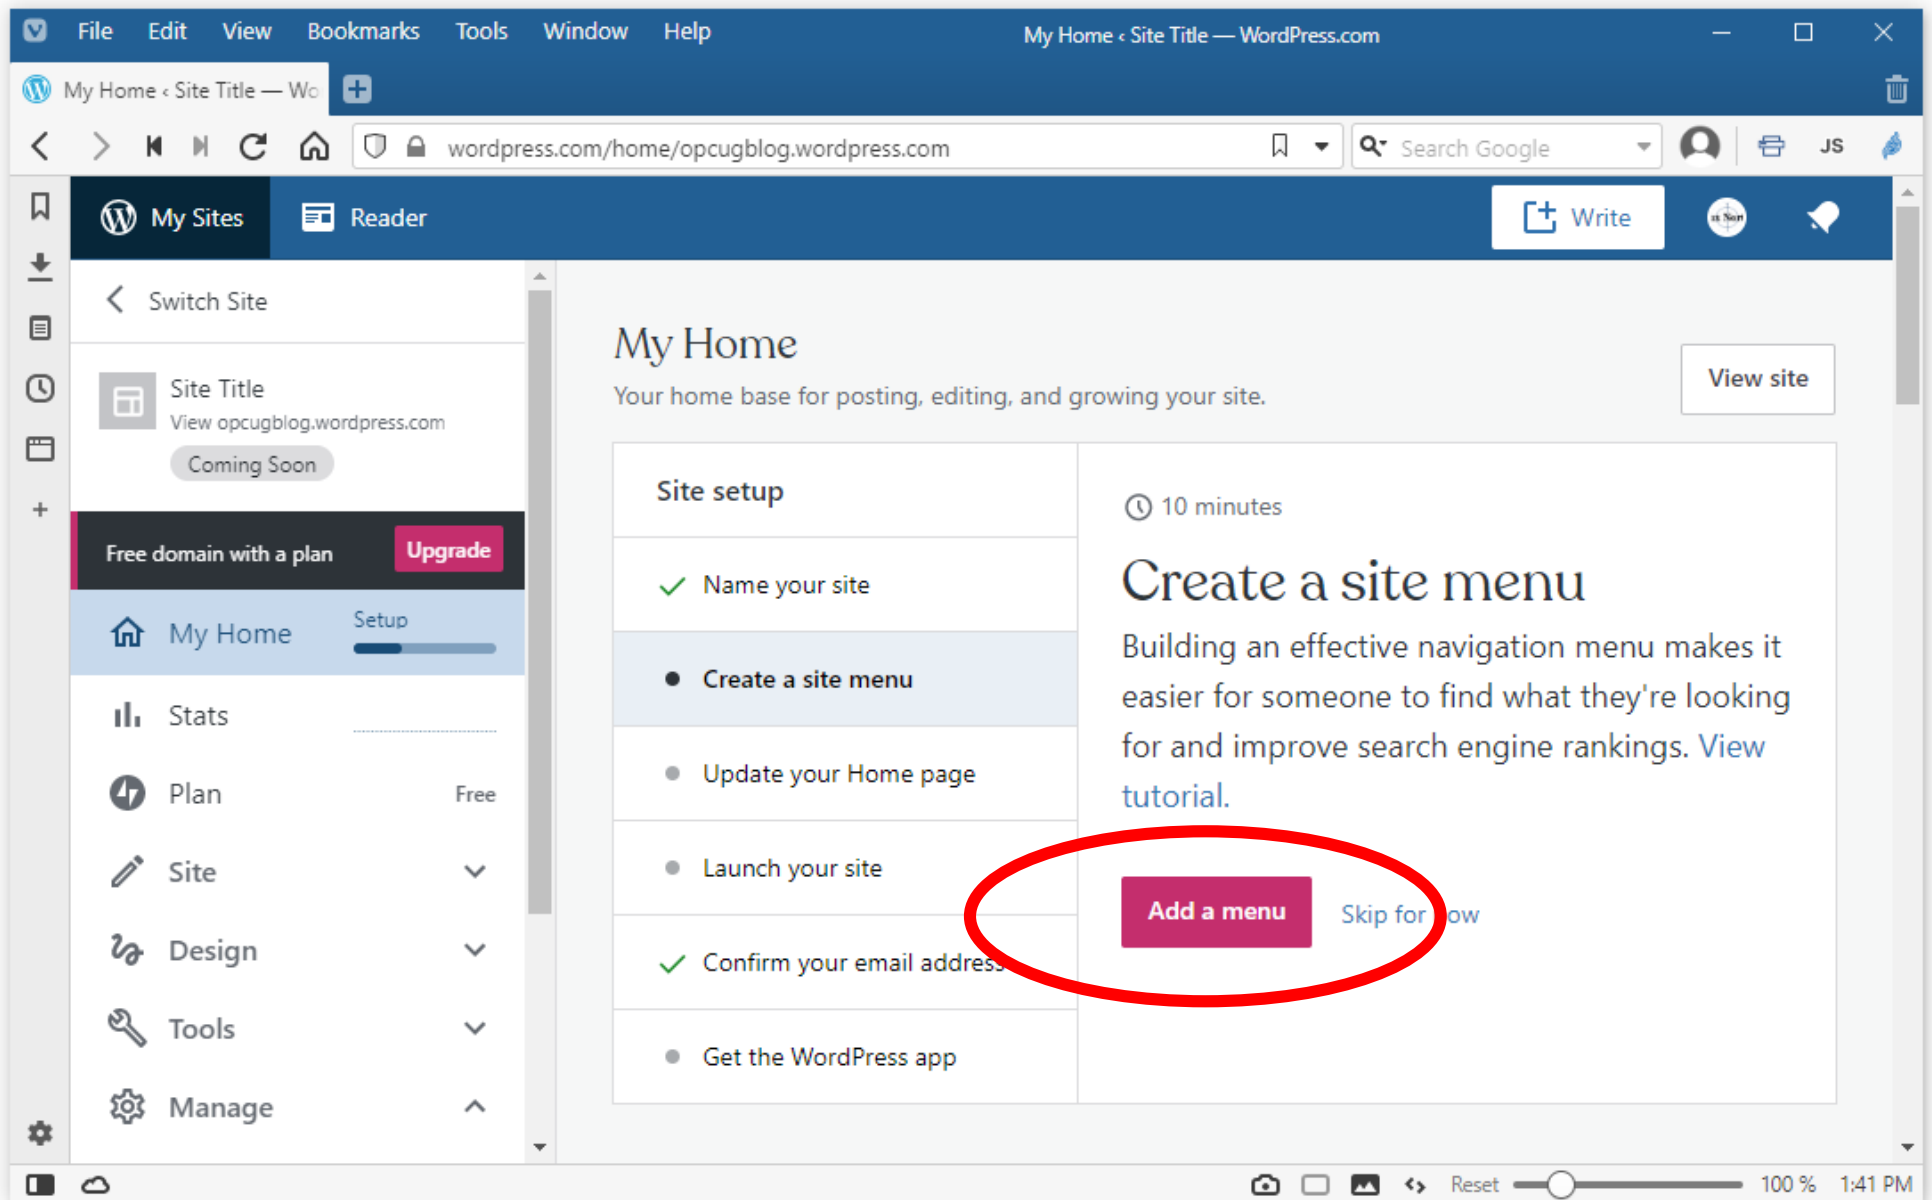 File Edit View Bookmarks Tools Window Help
My Home ‹ Site Title — WordPress.com
My Home ‹ Site Title — Wo
wordpress.com/home/opcugblog.wordpress.com
Search Google
JS
My Sites
Reader
Write
Switch Site
Site Title
View opcugblog.wordpress.com
Coming Soon
Free domain with a plan
Upgrade
My Home
Setup
Stats
Plan
Free
Site
Design
Tools
Manage
My Home
Your home base for posting, editing, and growing your site.
View site
Site setup
Name your site
Create a site menu
Update your Home page
Launch your site
Confirm your email address
Get the WordPress app
10 minutes
Create a site menu
Building an effective navigation menu makes it
easier for someone to find what they're looking
for and improve search engine rankings. View
tutorial.
Add a menu
Skip for now
Reset
100 %
1:41 PM